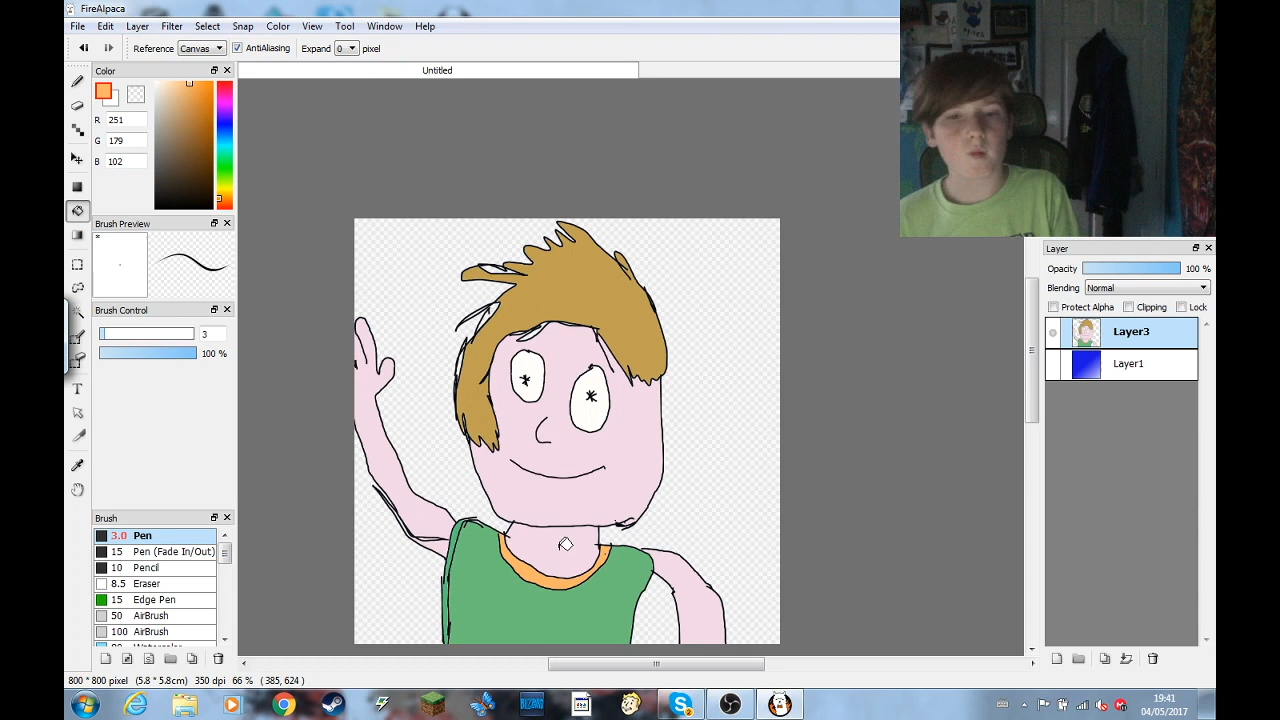 FireAlpaca
File Edit Layer Filter Select Snap Color View Tool Window Help
Reference Canvas AntiAliasing Expand 0 pixel
Color
Untitled
R 251
G 179
B 102
Brush Preview
Brush Control
3
100 %
Layer
Opacity 100 %
Blending Normal
Protect Alpha Clipping Lock
Layer3
Layer1
T
Brush
3.0 Pen
15 Pen (Fade In/Out)
10 Pencil
8.5 Eraser
15 Edge Pen
50 AirBrush
100 AirBrush
800 * 800 pixel (5.8 * 5.8cm) 350 dpi 66 % ( 385, 624 )
BLIZZARD
2
19:41
04/05/2017